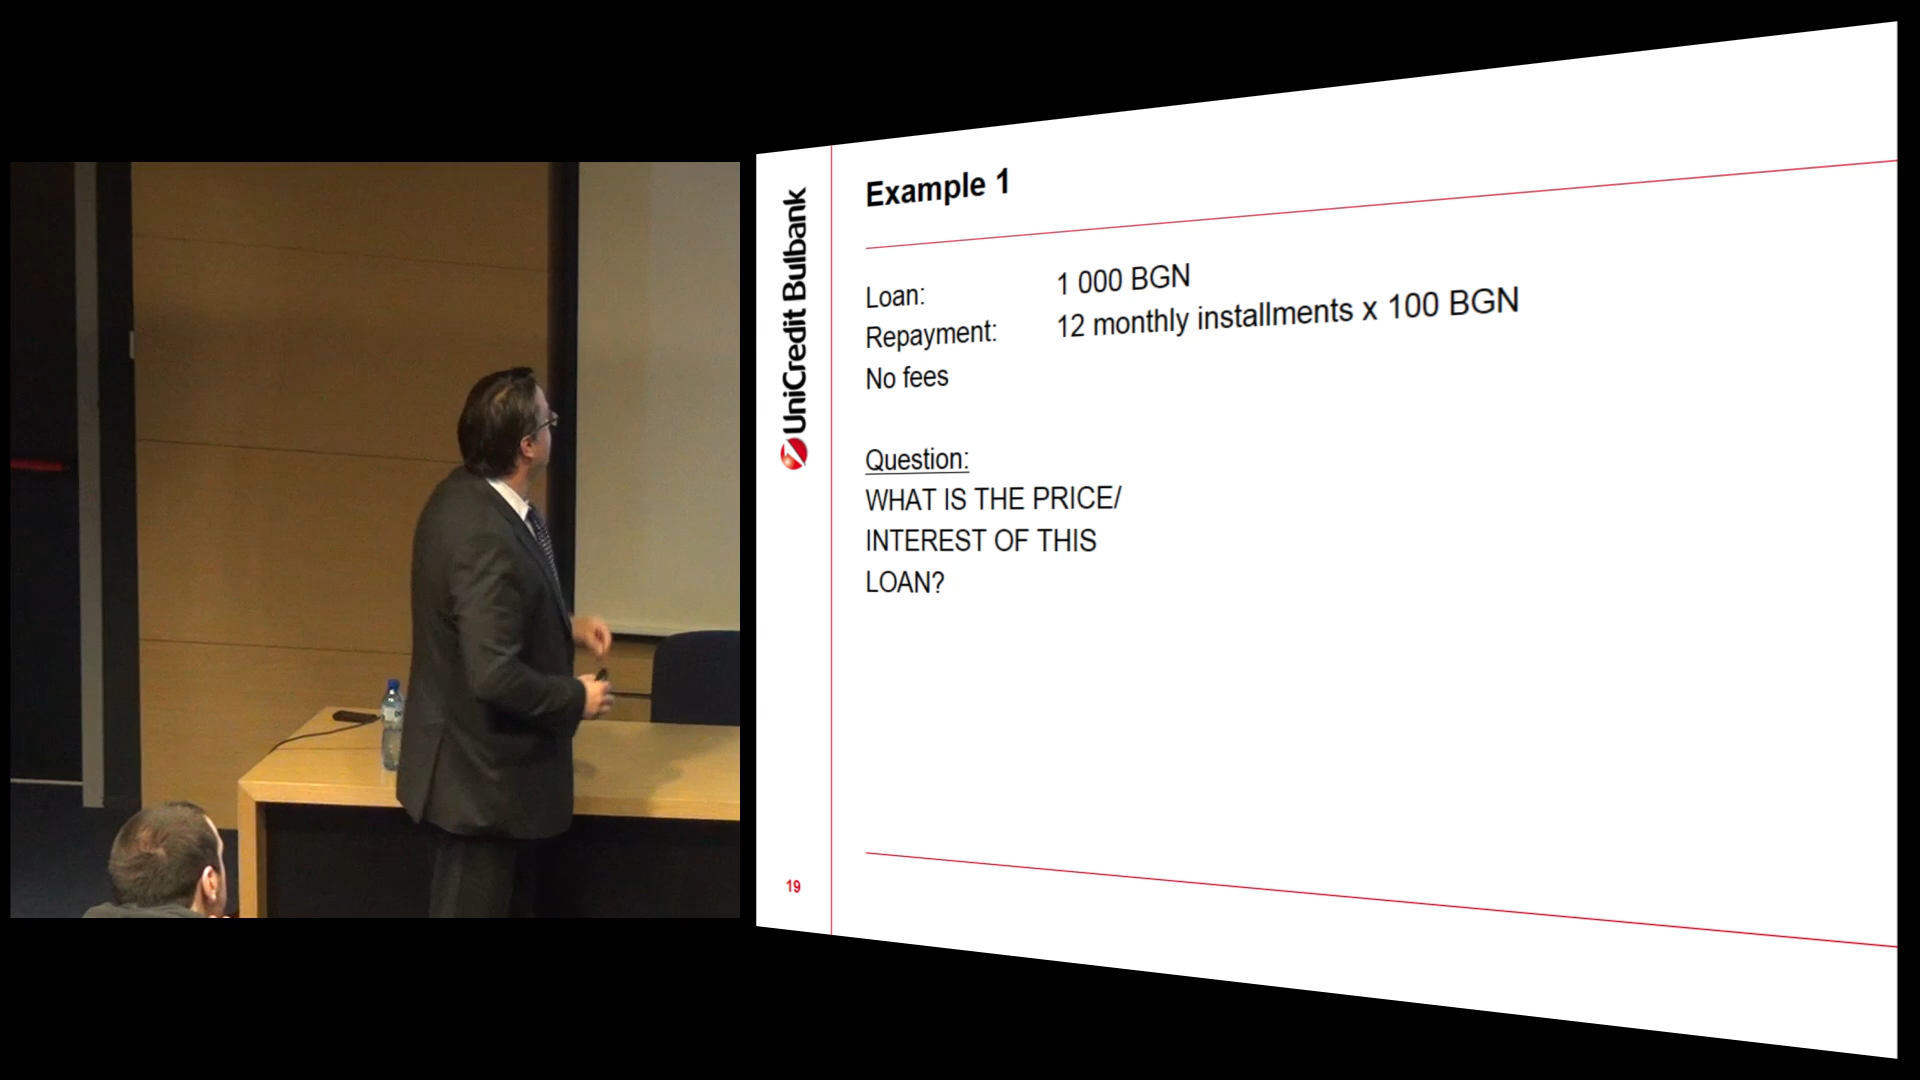 UniCredit Bulbank
Example 1
Loan: 1 000 BGN
Repayment: 12 monthly installments x 100 BGN
No fees
Question:
WHAT IS THE PRICE/
INTEREST OF THIS
LOAN?
19